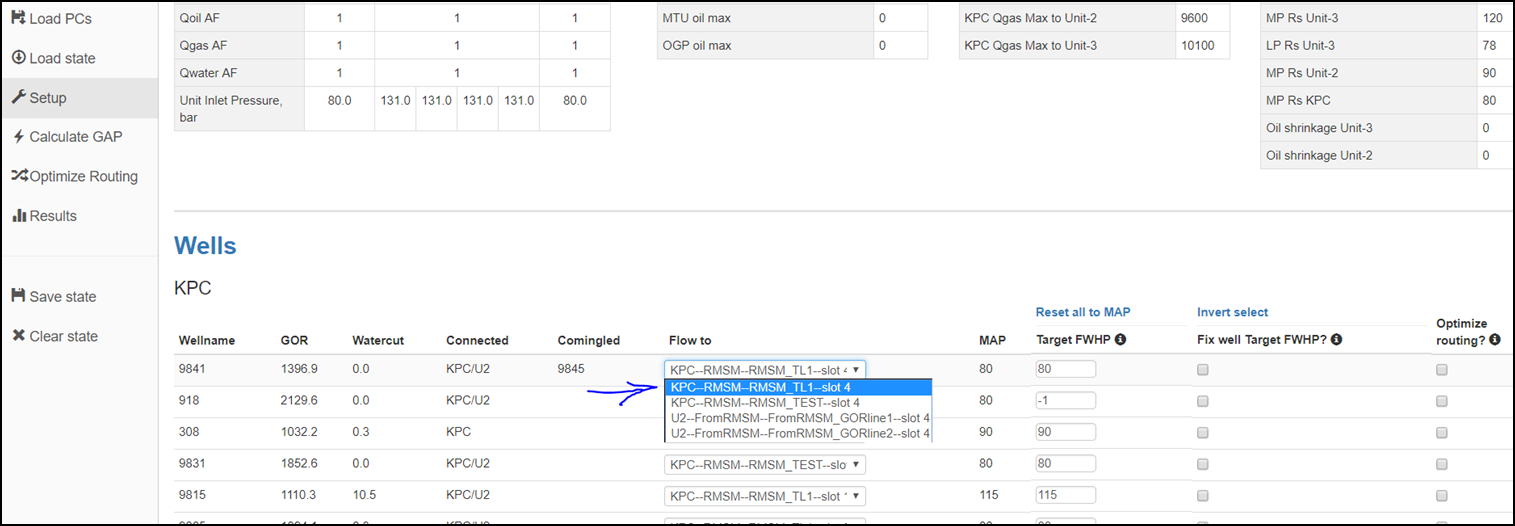 Load PCs
Load state
Setup
Calculate GAP
Optimize Routing
Results
Save state
Clear state
Qoil AF 1 1 1
Qgas AF 1 1 1
Qwater AF 1 1 1
Unit Inlet Pressure, 80.0 131.0 131.0 131.0 131.0 80.0
bar
MTU oil max 0
OGP oil max 0
KPC Qgas Max to Unit-2 9600
KPC Qgas Max to Unit-3 10100
MP Rs Unit-3 120
LP Rs Unit-3 78
MP Rs Unit-2 90
MP Rs KPC 80
Oil shrinkage Unit-3 0
Oil shrinkage Unit-2 0
Wells
KPC
Reset all to MAP Invert select
Wellname GOR Watercut Connected Comingled Flow to MAP Target FWHP Fix well Target FWHP? Optimize
routing?
9841 1396.9 0.0 KPC/U2 9845 KPC--RMSM--RMSM_TL1--slot 4 80 80
KPC--RMSM--RMSM_TL1--slot 4
KPC--RMSM--RMSM_TEST--slot 4
U2--FromRMSM--FromRMSM_GORline1--slot 4
U2--FromRMSM--FromRMSM_GORline2--slot 4
918 2129.6 0.0 KPC/U2 80 -1
308 1032.2 0.3 KPC 90 90
9831 1852.6 0.0 KPC/U2 KPC--RMSM--RMSM_TEST--slo 80 80
9815 1110.3 10.5 KPC/U2 KPC--RMSM--RMSM_TL1--slot 115 115